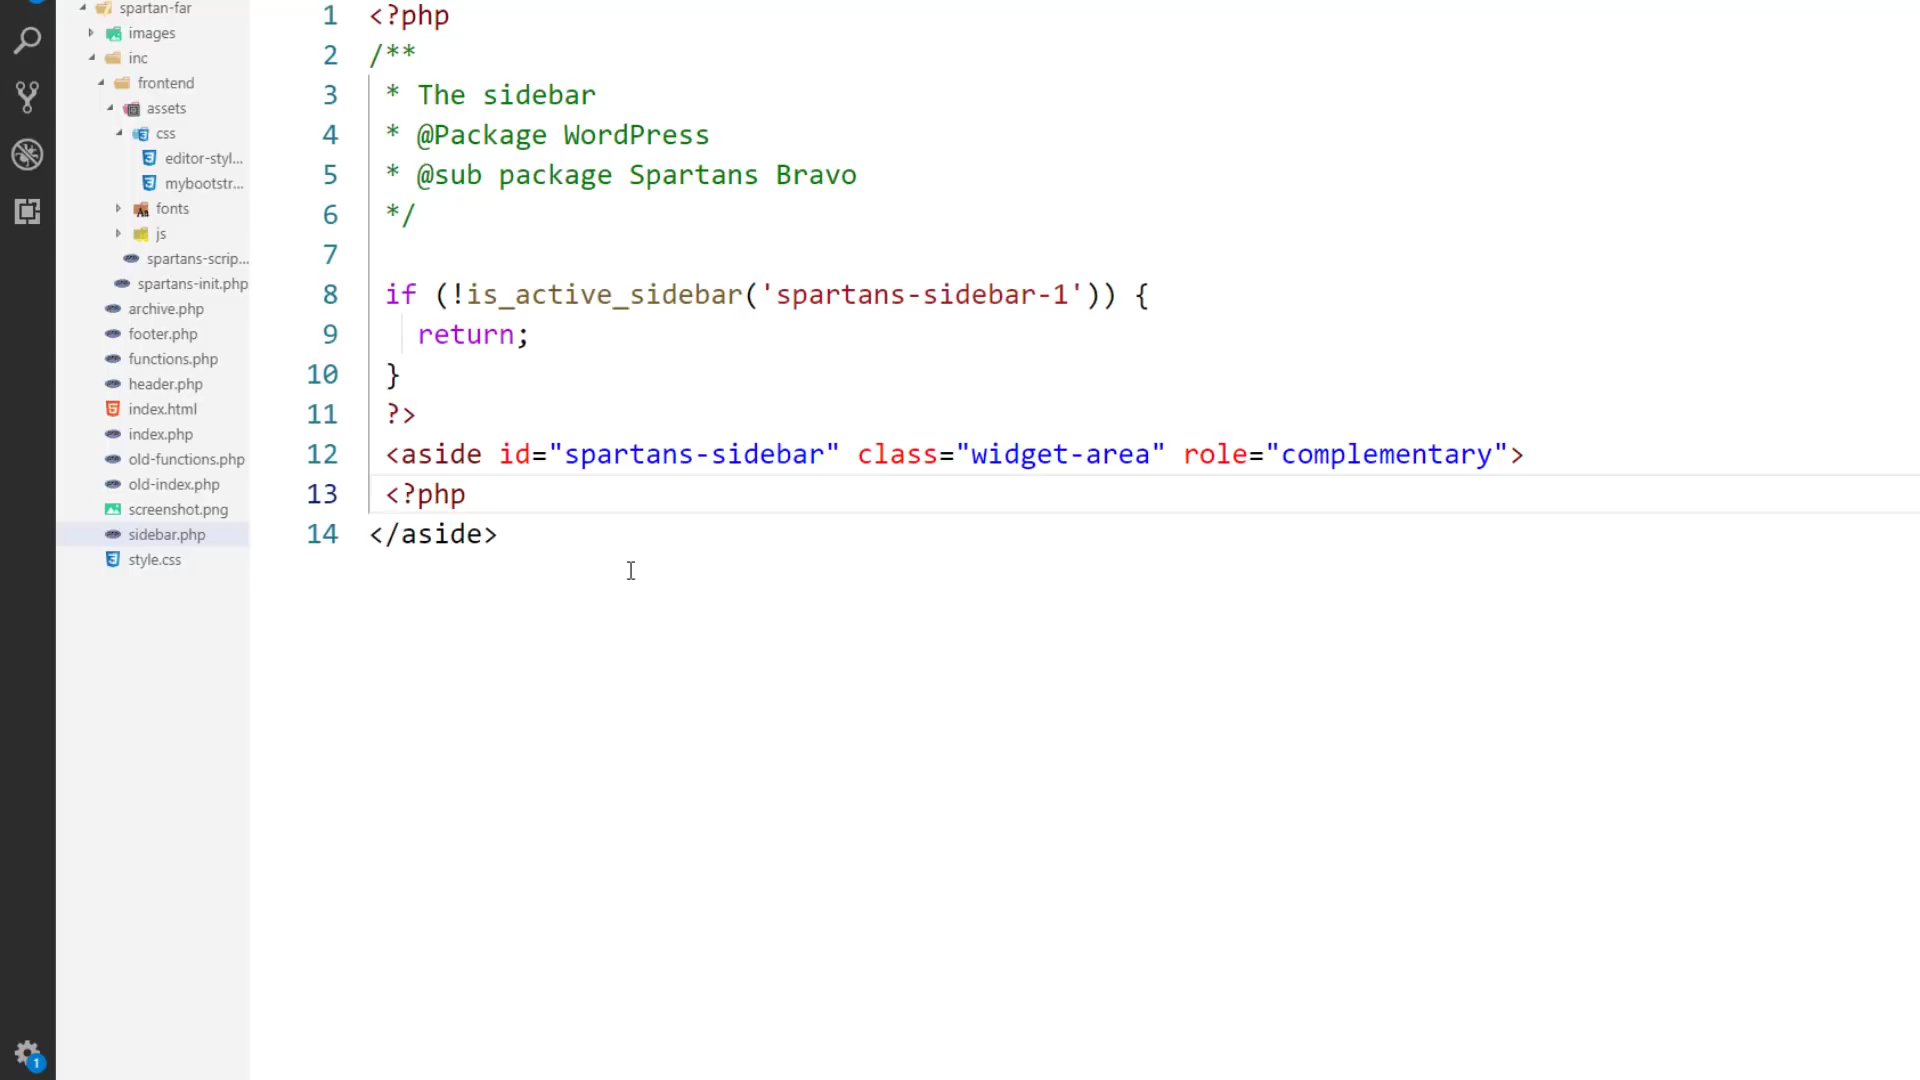 spartan-far
images
inc
frontend
assets
css
editor-styl...
mybootstr...
fonts
js
spartans-scrip...
spartans-init.php
archive.php
footer.php
functions.php
header.php
index.html
index.php
old-functions.php
old-index.php
screenshot.png
sidebar.php
style.css
1
1 <?php
2 /**
3 * The sidebar
4 * @Package WordPress
5 * @sub package Spartans Bravo
6 */
7
8 if (!is_active_sidebar('spartans-sidebar-1')) {
9 return;
10 }
11 ?>
12 <aside id="spartans-sidebar" class="widget-area" role="complementary">
13 <?php
14 </aside>